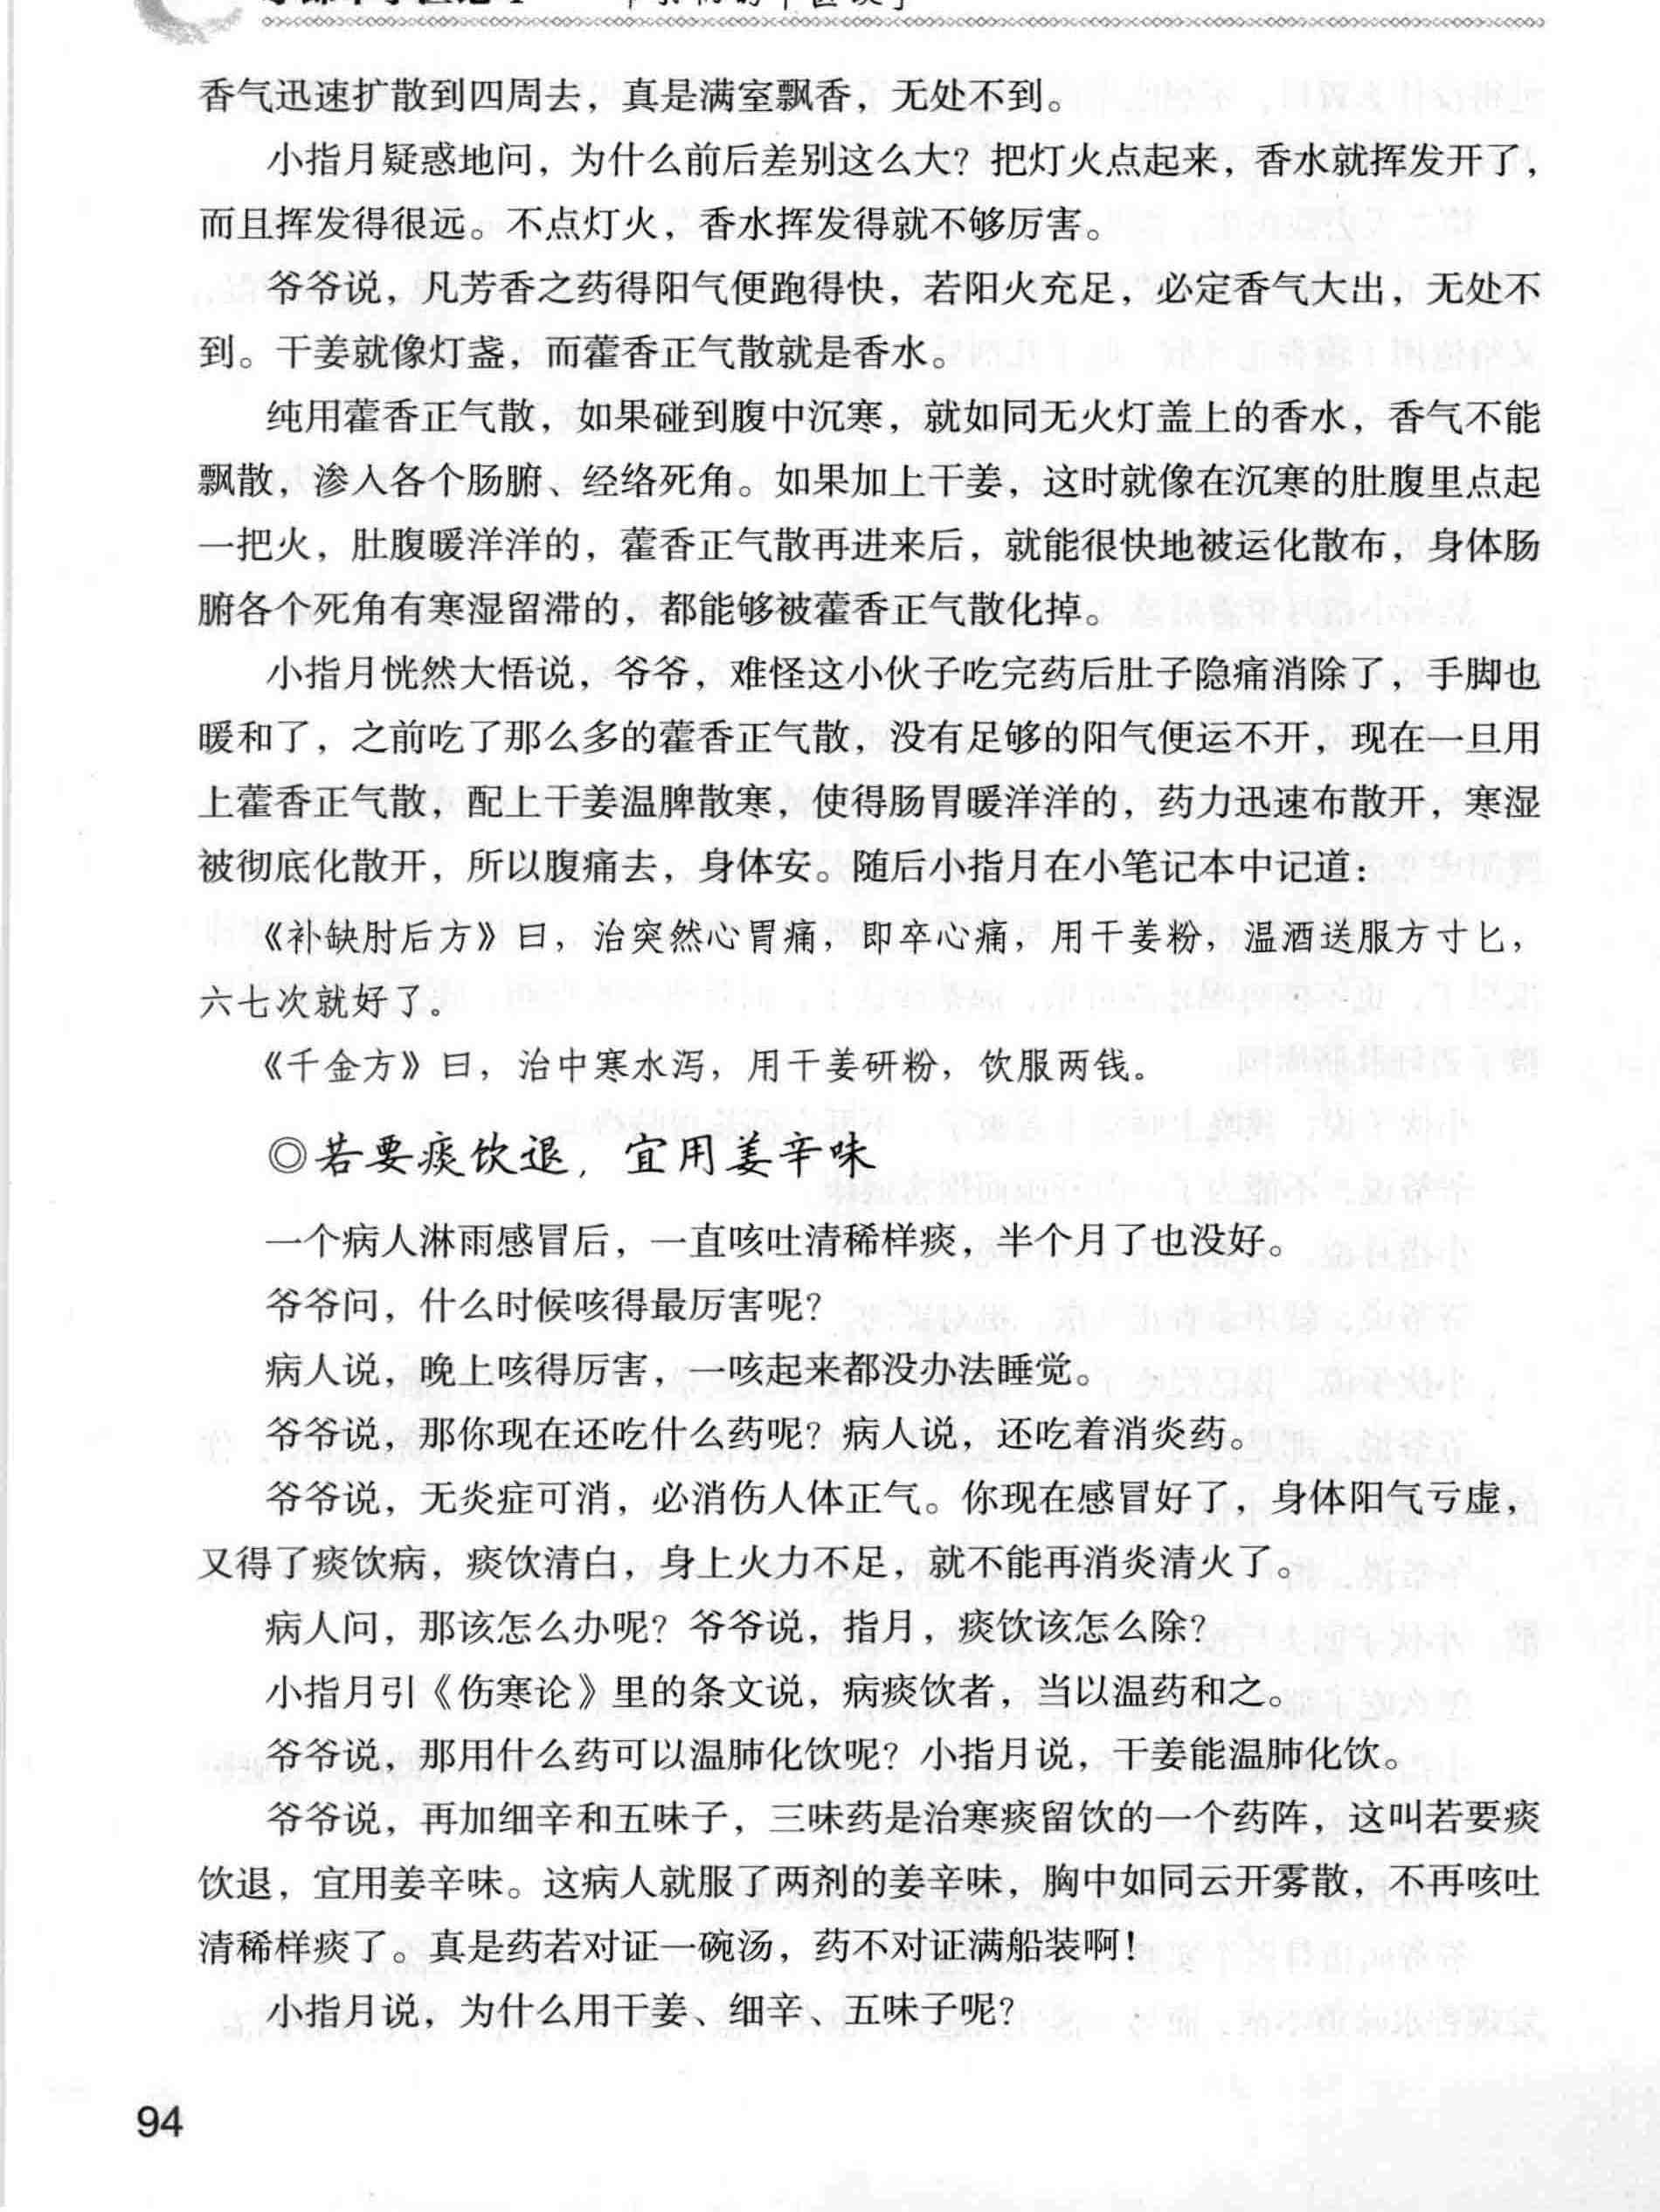 香气迅速扩散到四周去，真是满室飘香，无处不到。
小指月疑惑地问，为什么前后差别这么大？把灯火点起来，香水就挥发开了，
而且挥发得很远。不点灯火，香水挥发得就不够厉害。
爷爷说，凡芳香之药得阳气便跑得快，若阳火充足，必定香气大出，无处不
到。干姜就像灯盏，而藿香正气散就是香水。
纯用藿香正气散，如果碰到腹中沉寒，就如同无火灯盖上的香水，香气不能
飘散，渗入各个肠腑、经络死角。如果加上干姜，这时就像在沉寒的肚腹里点起
一把火，肚腹暖洋洋的，藿香正气散再进来后，就能很快地被运化散布，身体肠
腑各个死角有寒湿留滞的，都能够被藿香正气散化掉。
小指月恍然大悟说，爷爷，难怪这小伙子吃完药后肚子隐痛消除了，手脚也
暖和了，之前吃了那么多的藿香正气散，没有足够的阳气便运不开，现在一旦用
上藿香正气散，配上干姜温脾散寒，使得肠胃暖洋洋的，药力迅速布散开，寒湿
被彻底化散开，所以腹痛去，身体安。随后小指月在小笔记本中记道：
《补缺肘后方》曰，治突然心胃痛，即卒心痛，用干姜粉，温酒送服方寸匕，
六七次就好了。
《千金方》曰，治中寒水泻，用干姜研粉，饮服两钱。
◎若要痰饮退，宜用姜辛味
一个病人淋雨感冒后，一直咳吐清稀样痰，半个月了也没好。
爷爷问，什么时候咳得最厉害呢？
病人说，晚上咳得厉害，一咳起来都没办法睡觉。
爷爷说，那你现在还吃什么药呢？病人说，还吃着消炎药。
爷爷说，无炎症可消，必消伤人体正气。你现在感冒好了，身体阳气亏虚，
又得了痰饮病，痰饮清白，身上火力不足，就不能再消炎清火了。
病人问，那该怎么办呢？爷爷说，指月，痰饮该怎么除？
小指月引《伤寒论》里的条文说，病痰饮者，当以温药和之。
爷爷说，那用什么药可以温肺化饮呢？小指月说，干姜能温肺化饮。
爷爷说，再加细辛和五味子，三味药是治寒痰留饮的一个药阵，这叫若要痰
饮退，宜用姜辛味。这病人就服了两剂的姜辛味，胸中如同云开雾散，不再咳吐
清稀样痰了。真是药若对证一碗汤，药不对证满船装啊！
小指月说，为什么用干姜、细辛、五味子呢？
94